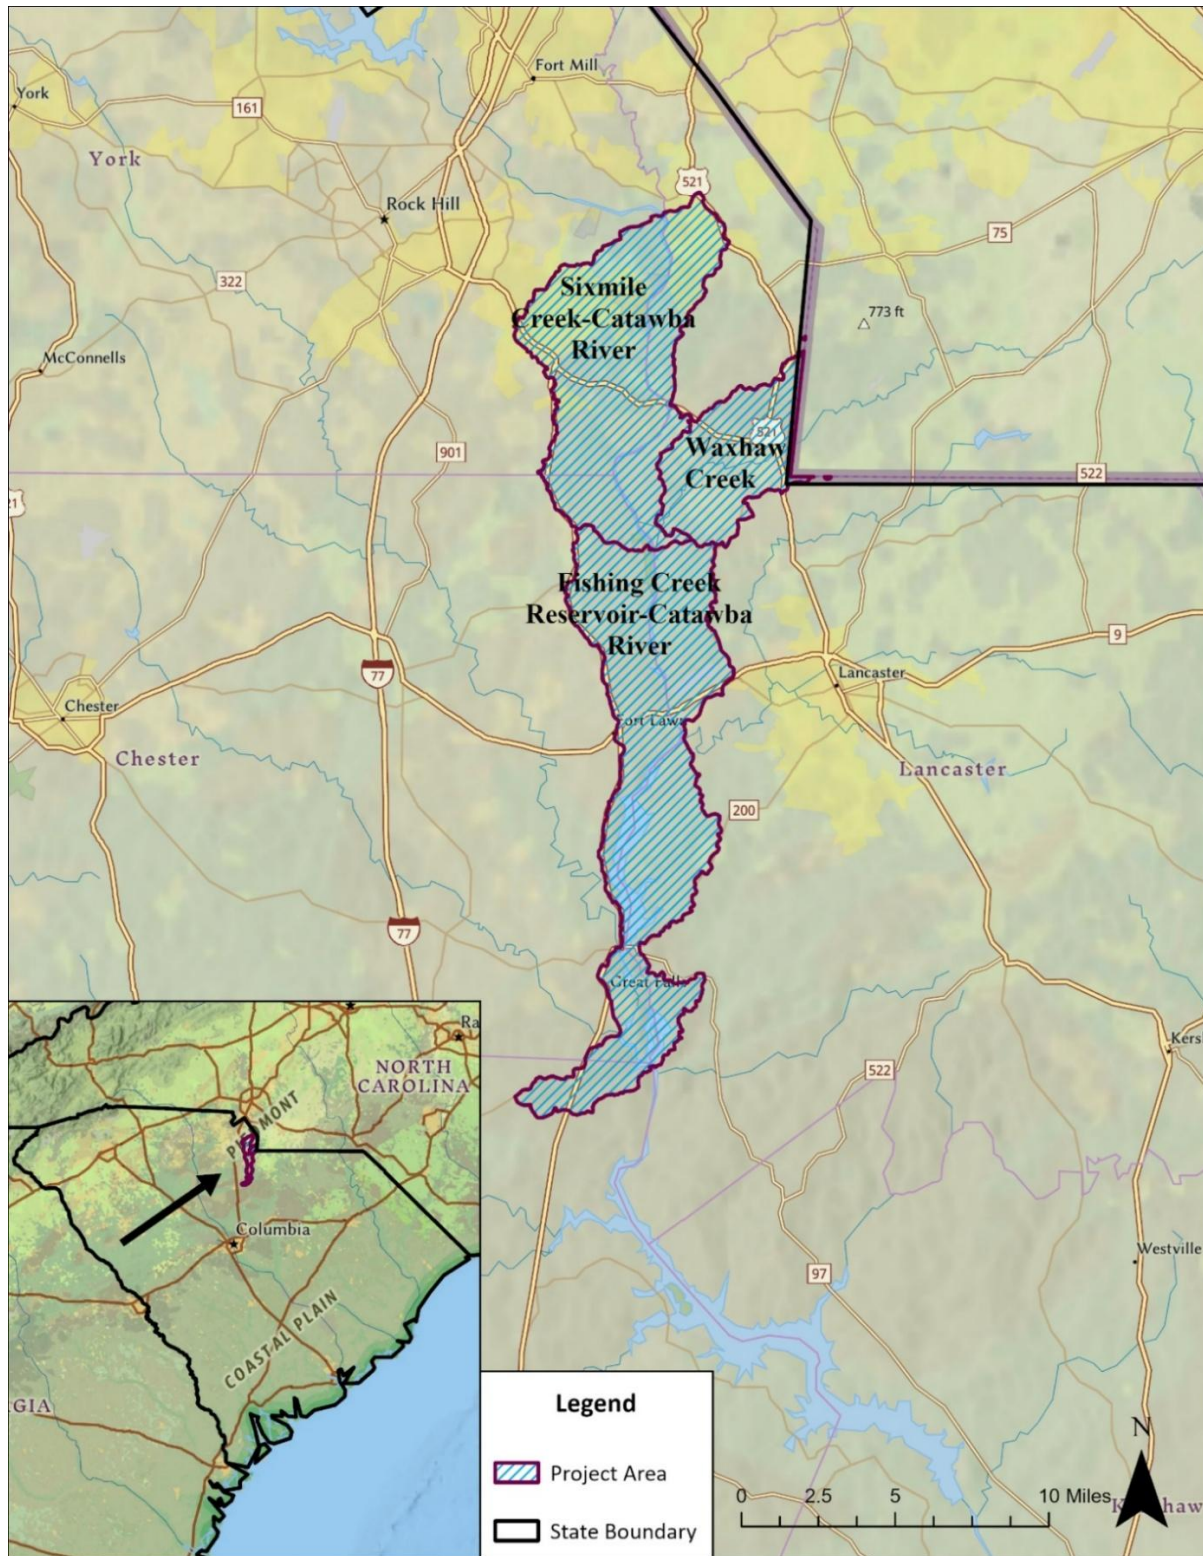 Fort Mill
York
161
York
521
Rock Hill
75
322
Sixmile
Creek-Catawba
River
773 ft
McConnells
521
901
Waxhaw
Creek
522
21
Fishing Creek
Reservoir-Catawba
River
9
77
Lancaster
Chester
Fort Lawn
Chester
Lancaster
200
77
Great Falls
Ra
NORTH
CAROLINA
Kers
522
PIEDMONT
Columbia
Westville
97
COASTAL PLAIN
GIA
Legend
Project Area
State Boundary
N
0 2.5 5 10 Miles